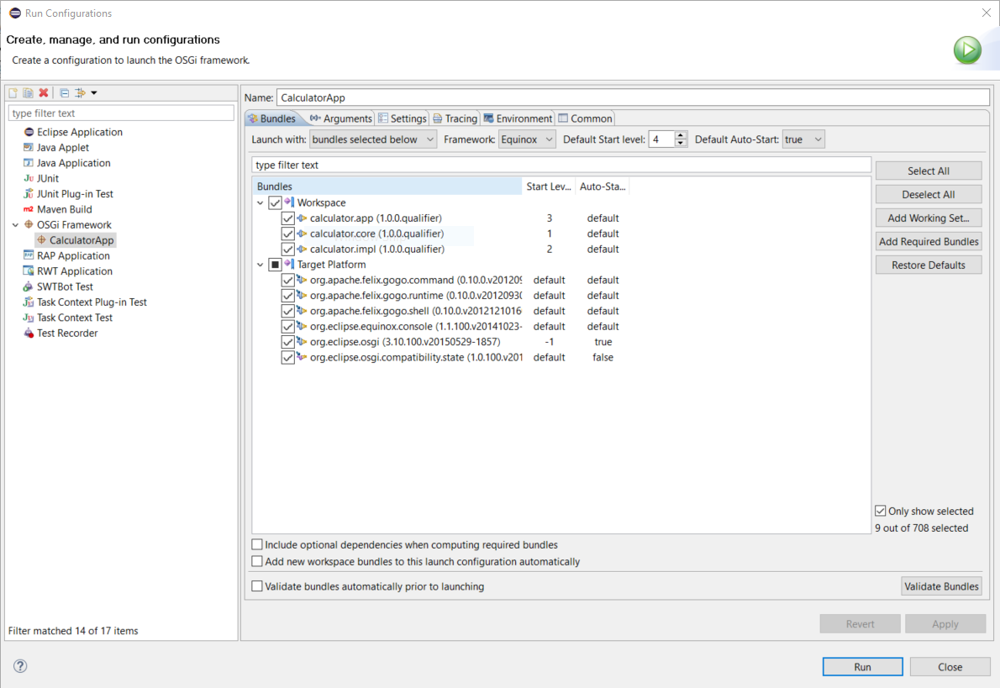 Run Configurations
Create, manage, and run configurations
Create a configuration to launch the OSGi framework.
type filter text
Eclipse Application
Java Applet
Java Application
JUnit
JUnit Plug-in Test
Maven Build
OSGi Framework
CalculatorApp
RAP Application
RWT Application
SWTBot Test
Task Context Plug-in Test
Task Context Test
Test Recorder
Filter matched 14 of 17 items
Name: CalculatorApp
Bundles Arguments Settings Tracing Environment Common
Launch with: bundles selected below Framework: Equinox Default Start level: 4 Default Auto-Start: true
type filter text
Bundles Start Lev... Auto-Sta...
Workspace
calculator.app (1.0.0.qualifier) 3 default
calculator.core (1.0.0.qualifier) 1 default
calculator.impl (1.0.0.qualifier) 2 default
Target Platform
org.apache.felix.gogo.command (0.10.0.v201209 default default
org.apache.felix.gogo.runtime (0.10.0.v20120930 default default
org.apache.felix.gogo.shell (0.10.0.v2012121016 default default
org.eclipse.equinox.console (1.1.100.v20141023- default default
org.eclipse.osgi (3.10.100.v20150529-1857) -1 true
org.eclipse.osgi.compatibility.state (1.0.100.v201 default false
Select All
Deselect All
Add Working Set...
Add Required Bundles
Restore Defaults
Only show selected
9 out of 708 selected
Include optional dependencies when computing required bundles
Add new workspace bundles to this launch configuration automatically
Validate bundles automatically prior to launching
Validate Bundles
Revert Apply
Run Close